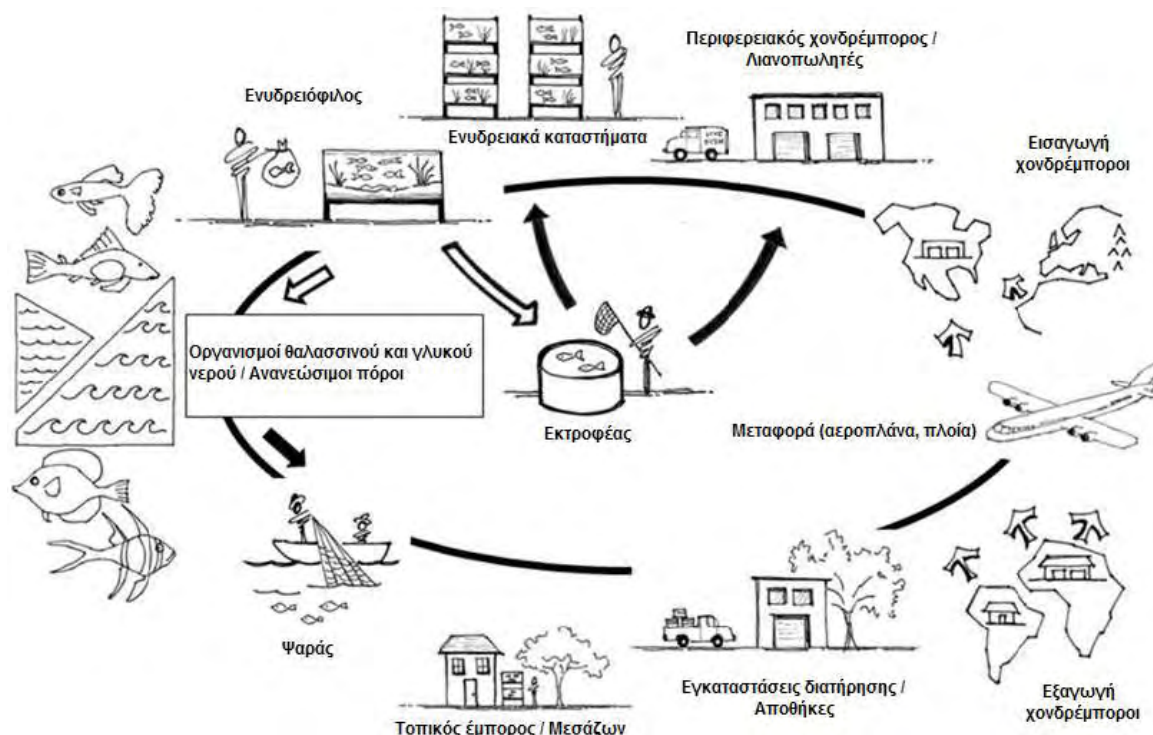 Περιφερειακός χονδρέμπορος /
Λιανοπωλητές
Ενυδρειόφιλος
Ενυδρειακά καταστήματα
Εισαγωγή
χονδρέμποροι
Οργανισμοί θαλασσινού και γλυκού
νερού / Ανανεώσιμοι πόροι
Εκτροφέας
Μεταφορά (αεροπλάνα, πλοία)
Ψαράς
Εγκαταστάσεις διατήρησης /
Αποθήκες
Εξαγωγή
χονδρέμποροι
Τοπικός έμπορος / Μεσάζων